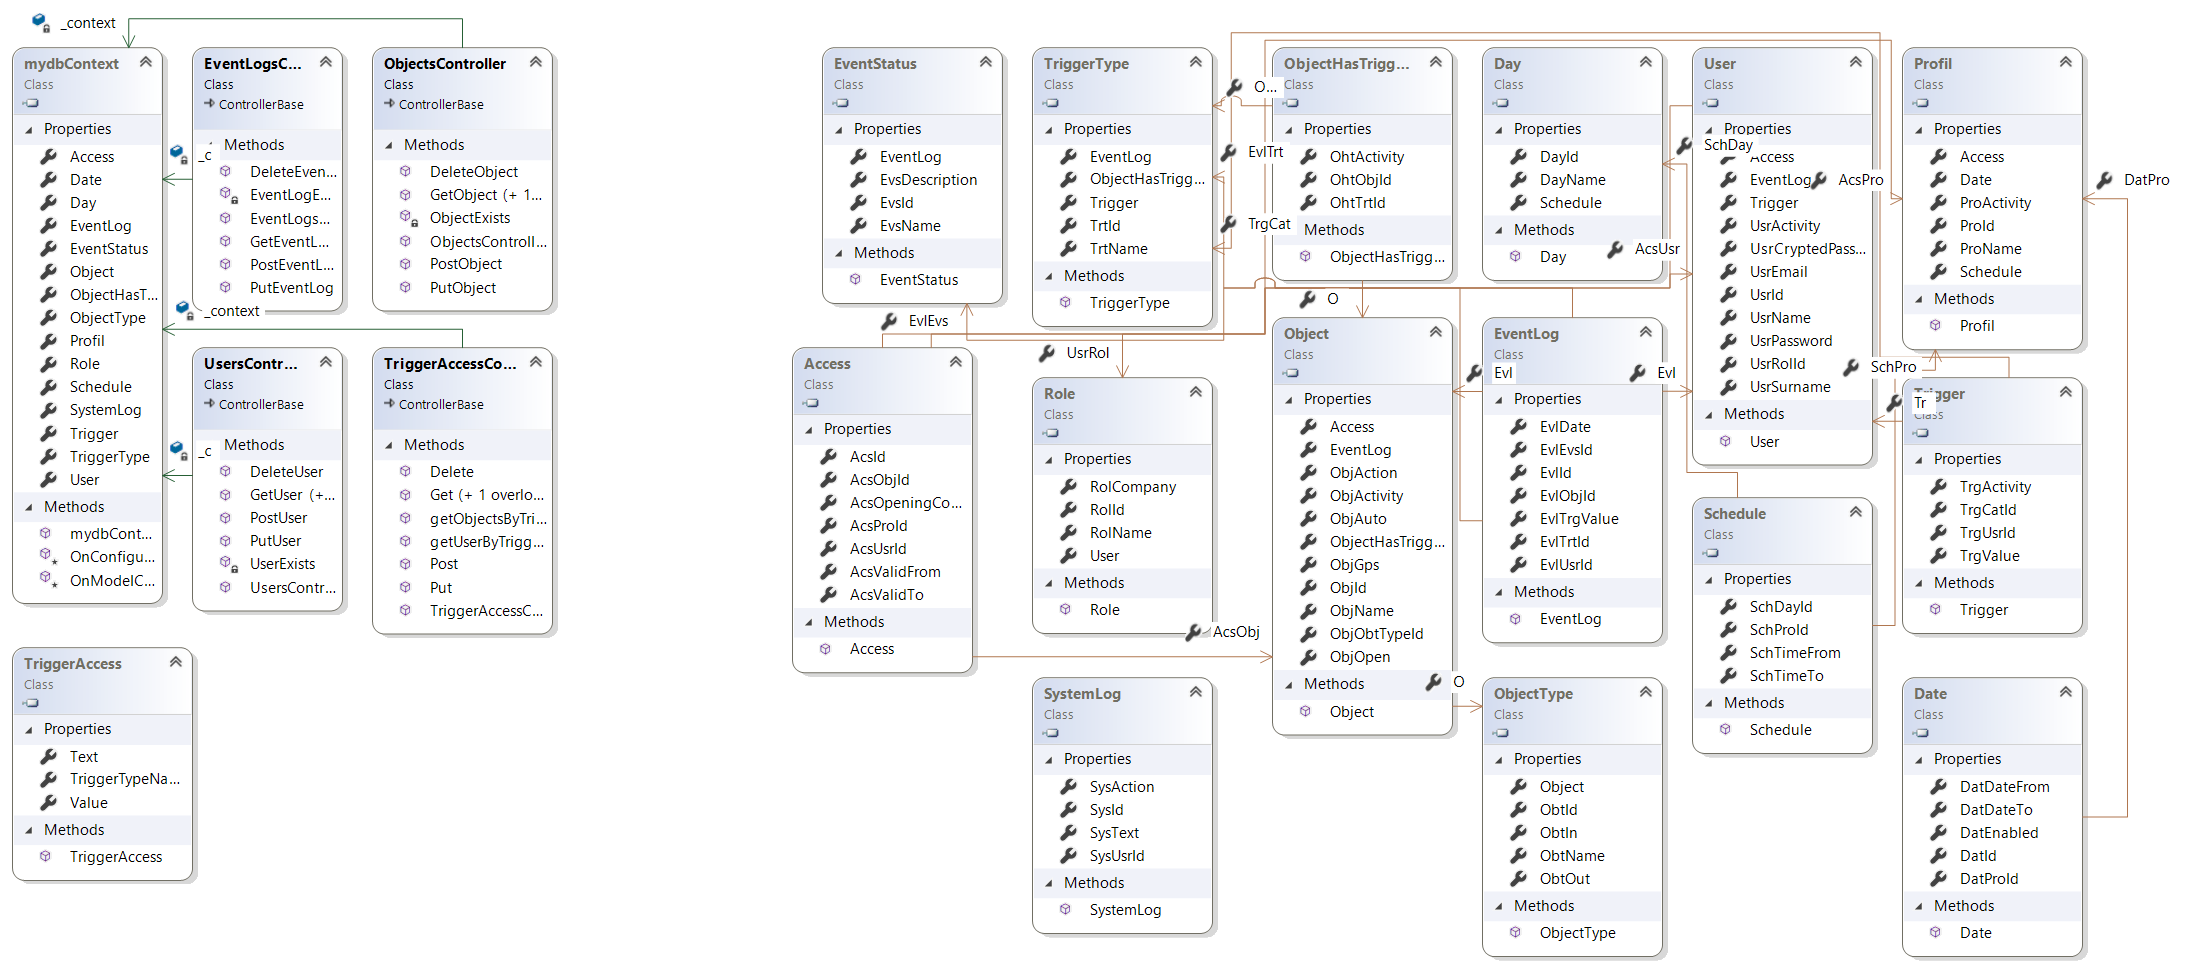 _context
mydbContext
Class
Properties
Access
Date
Day
EventLog
EventStatus
Object
ObjectHasT...
ObjectType
Profil
Role
Schedule
SystemLog
Trigger
TriggerType
User
Methods
mydbCont...
OnConfigu...
OnModelC...
EventLogsC...
Class
ControllerBase
Methods
DeleteEven...
EventLogE...
EventLogs...
GetEventL...
PostEventL...
PutEventLog
_c
ObjectsController
Class
ControllerBase
Methods
DeleteObject
GetObject (+ 1...
ObjectExists
ObjectsControll...
PostObject
PutObject
_context
UsersContr...
Class
ControllerBase
Methods
DeleteUser
GetUser (+...
PostUser
PutUser
UserExists
UsersContr...
_c
TriggerAccessCo...
Class
ControllerBase
Methods
Delete
Get (+ 1 overlo...
getObjectsByTri...
getUserByTrigg...
Post
Put
TriggerAccessC...
TriggerAccess
Class
Properties
Text
TriggerTypeNa...
Value
Methods
TriggerAccess
EventStatus
Class
Properties
EventLog
EvsDescription
EvsId
EvsName
Methods
EventStatus
EvlEvs
TriggerType
Class
Properties
EventLog
ObjectHasTrigg...
Trigger
TrtId
TrtName
Methods
TriggerType
O...
EvlTrt
TrgCat
ObjectHasTrigg...
Class
Properties
OhtActivity
OhtObjId
OhtTrtId
Methods
ObjectHasTrigg...
O
Day
Class
Properties
DayId
DayName
Schedule
Methods
Day
SchDay
AcsUsr
User
Class
Properties
Access
EventLog
Trigger
UsrActivity
UsrCryptedPass...
UsrEmail
UsrId
UsrName
UsrPassword
UsrRolId
UsrSurname
Methods
User
AcsPro
Profil
Class
Properties
Access
Date
ProActivity
ProId
ProName
Schedule
Methods
Profil
DatPro
SchPro
Access
Class
Properties
AcsId
AcsObjId
AcsOpeningCo...
AcsProId
AcsUsrId
AcsValidFrom
AcsValidTo
Methods
Access
AcsObj
UsrRol
Role
Class
Properties
RolCompany
RolId
RolName
User
Methods
Role
Object
Class
Properties
Access
EventLog
ObjAction
ObjActivity
ObjAuto
ObjectHasTrigg...
ObjGps
ObjId
ObjName
ObjObtTypeId
ObjOpen
Methods
Object
O
EventLog
Class
Evl
Evl
Properties
EvlDate
EvlEvsId
EvlId
EvlObjId
EvlTrgValue
EvlTrtId
EvlUsrId
Methods
EventLog
Trigger
Tr
Class
Properties
TrgActivity
TrgCatId
TrgUsrId
TrgValue
Methods
Trigger
Schedule
Class
Properties
SchDayId
SchProId
SchTimeFrom
SchTimeTo
Methods
Schedule
SystemLog
Class
Properties
SysAction
SysId
SysText
SysUsrId
Methods
SystemLog
ObjectType
Class
Properties
Object
ObtId
ObtIn
ObtName
ObtOut
Methods
ObjectType
Date
Class
Properties
DatDateFrom
DatDateTo
DatEnabled
DatId
DatProId
Methods
Date